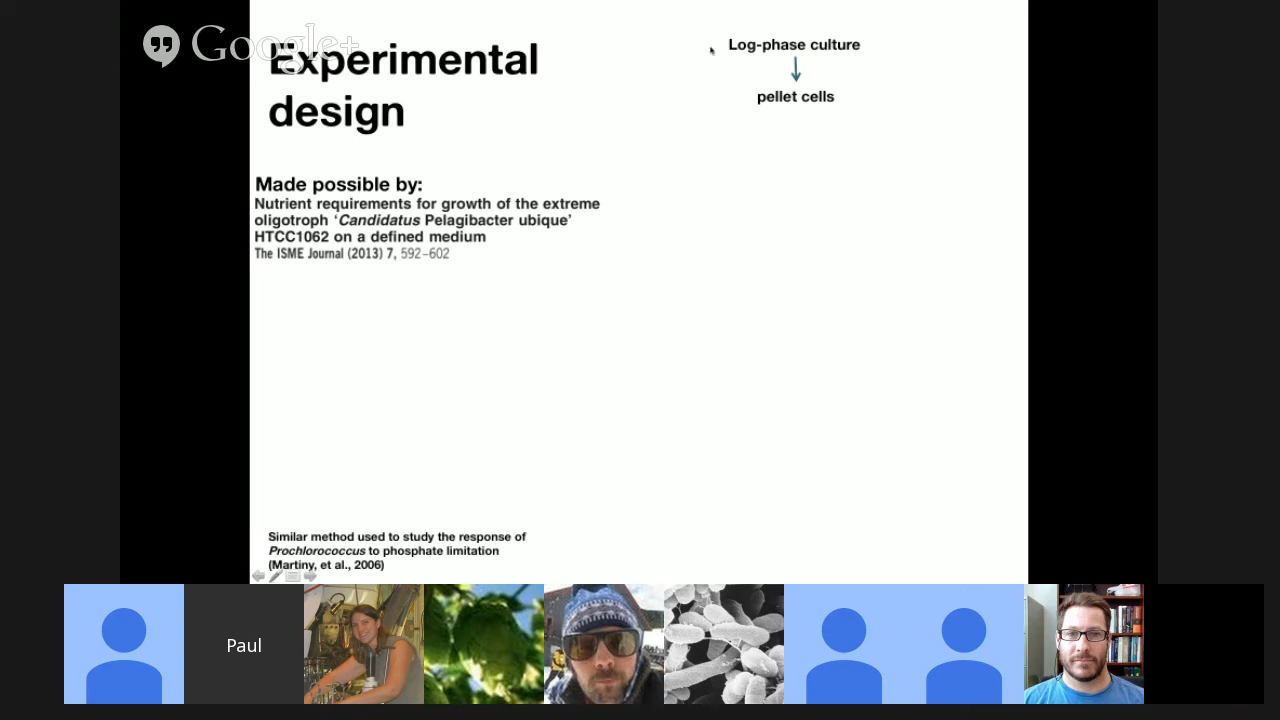 Google+
Experimental
design
Log-phase culture
pellet cells
Made possible by:
Nutrient requirements for growth of the extreme
oligotroph ‘Candidatus Pelagibacter ubique’
HTCC1062 on a defined medium
The ISME Journal (2013) 7, 592–602
Similar method used to study the response of
Prochlorococcus to phosphate limitation
(Martiny, et al., 2006)
Paul